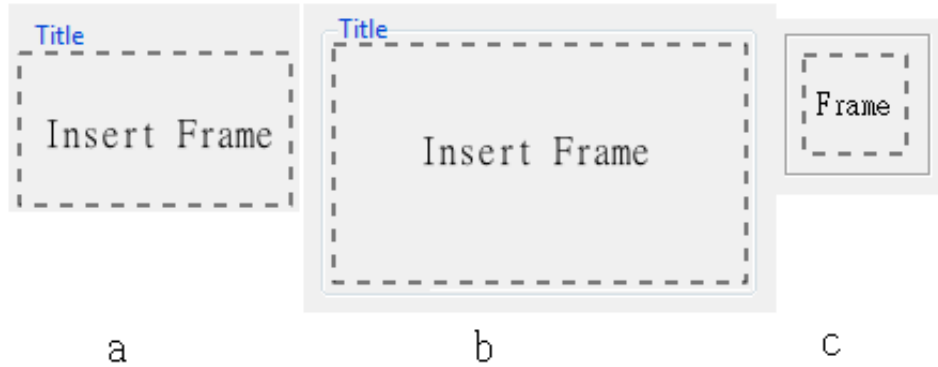 Title
Insert Frame
Title
Insert Frame
Frame
a
b
c